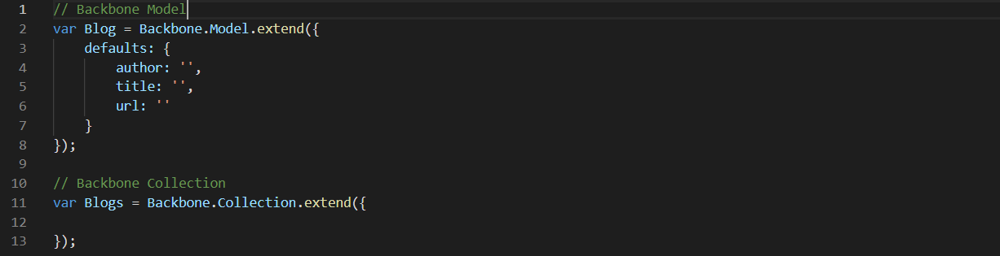 1 // Backbone Model
2 var Blog = Backbone.Model.extend({
3     defaults: {
4         author: '',
5         title: '',
6         url: ''
7     }
8 });
9
10 // Backbone Collection
11 var Blogs = Backbone.Collection.extend({
12
13 });